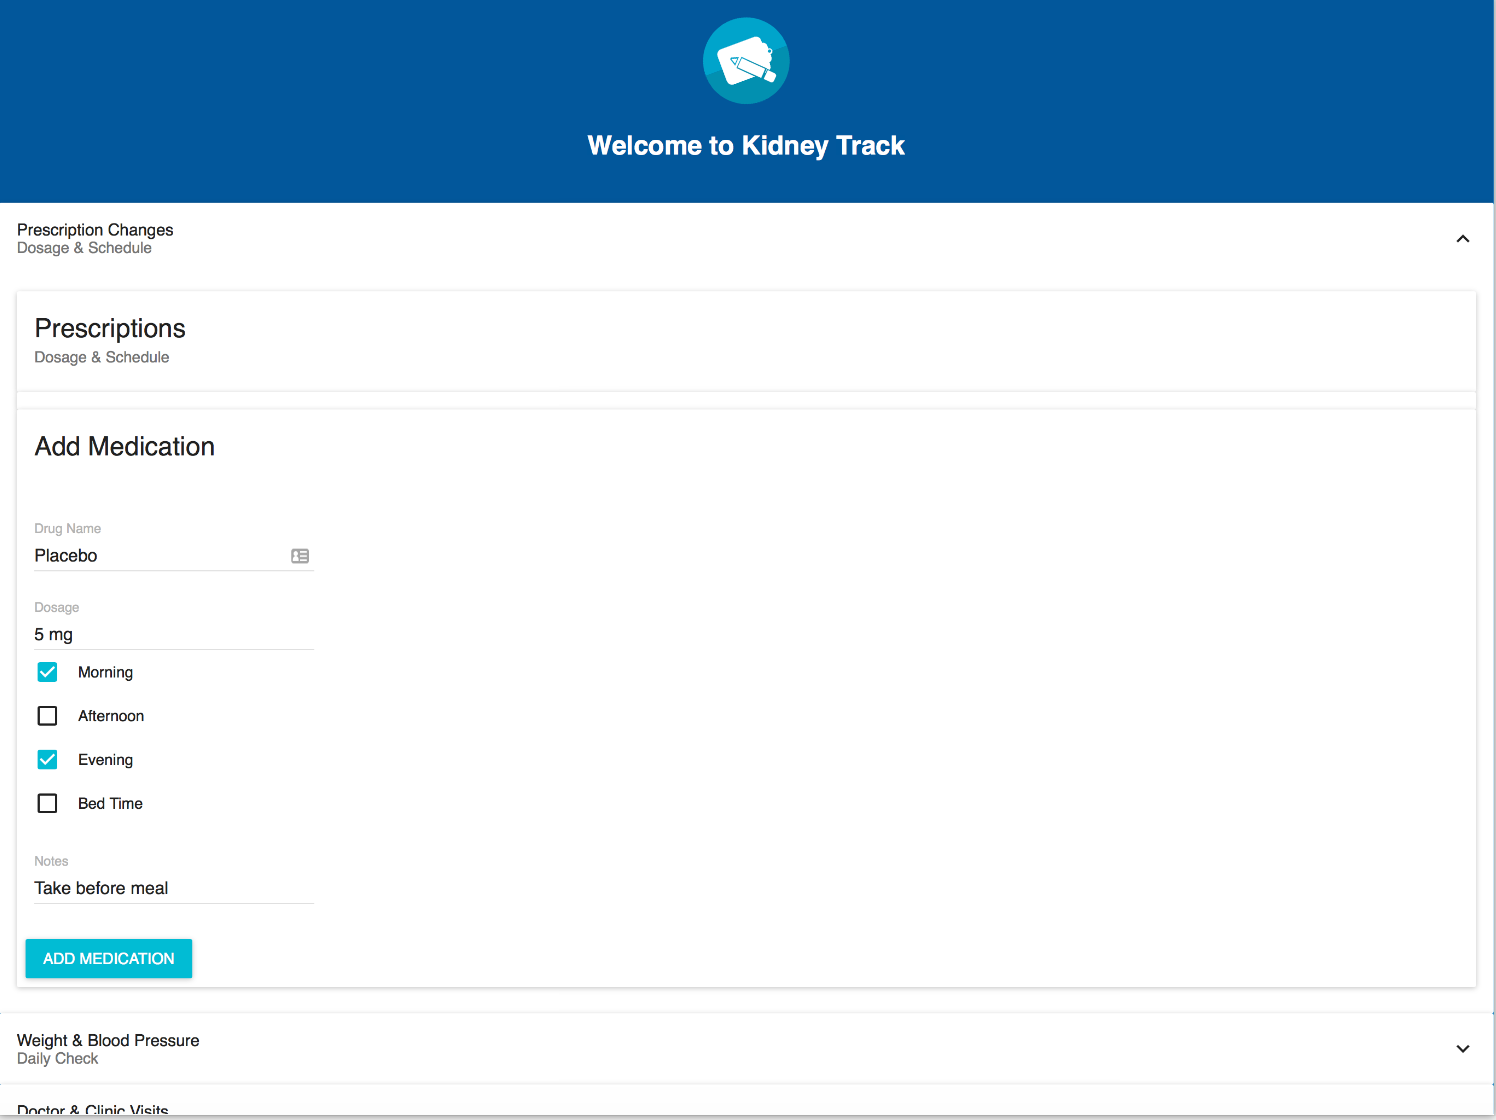 Welcome to Kidney Track
Prescription Changes
Dosage & Schedule
Prescriptions
Dosage & Schedule
Add Medication
Drug Name
Placebo
Dosage
5 mg
Morning
Afternoon
Evening
Bed Time
Notes
Take before meal
ADD MEDICATION
Weight & Blood Pressure
Daily Check
Doctor & Clinic Visits